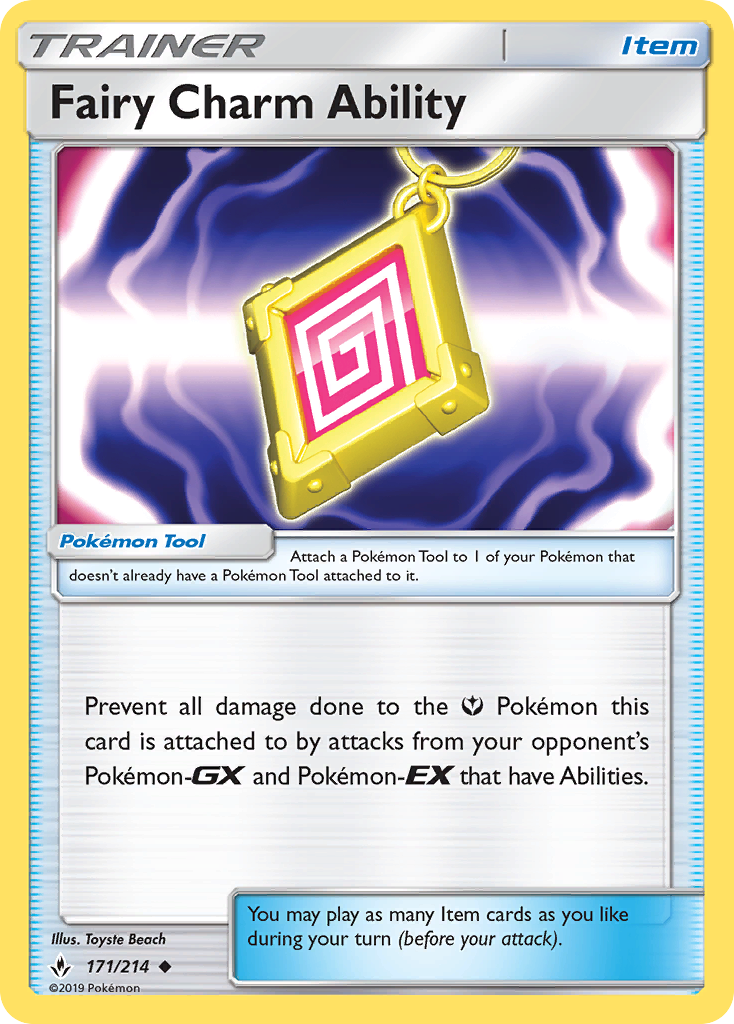 TRAINER
Item
Fairy Charm Ability
Pokémon Tool
Attach a Pokémon Tool to 1 of your Pokémon that
doesn't already have a Pokémon Tool attached to it.
Prevent all damage done to the Pokémon this
card is attached to by attacks from your opponent's
Pokémon-GX and Pokémon-EX that have Abilities.
You may play as many Item cards as you like
during your turn (before your attack).
Illus. Toyste Beach
171/214
©2019 Pokémon